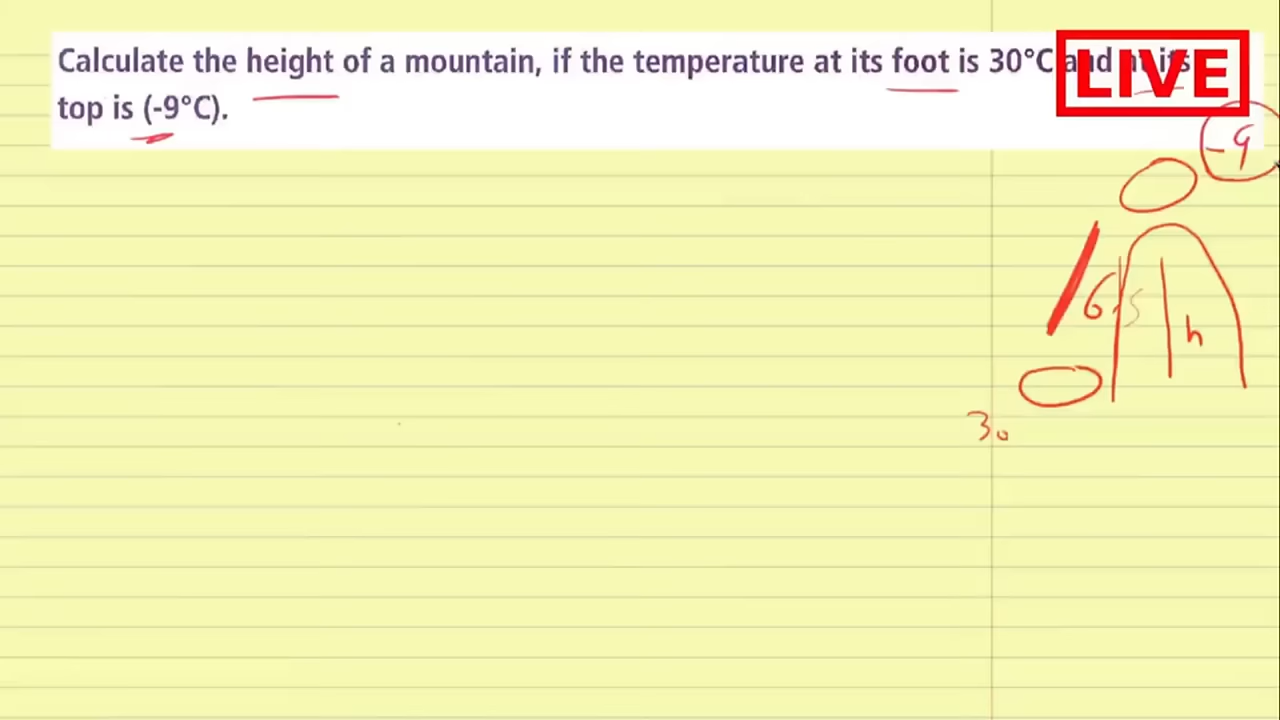 Calculate the height of a mountain, if the temperature at its foot is 30°C and at its
LIVE
top is (-9°C).
-9
6.5
h
30